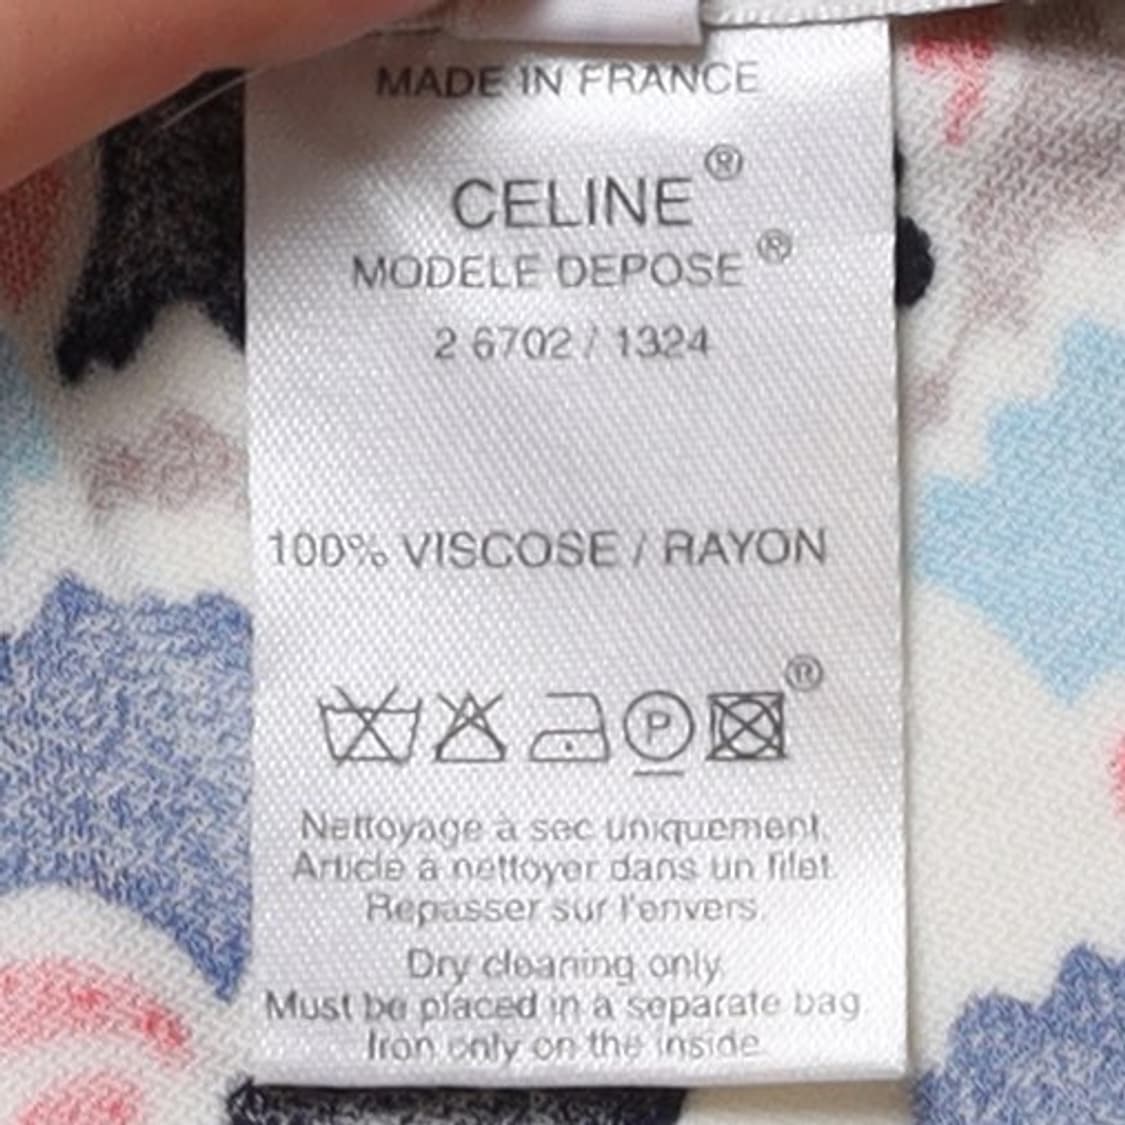 MADE IN FRANCE
CELINE ®
MODELE DEPOSE ®
2 6702 / 1324
100% VISCOSE / RAYON
P ®
Nettoyage à sec uniquement.
Article à nettoyer dans un filet.
Repasser sur l'envers.
Dry cleaning only.
Must be placed in a separate bag
Iron only on the inside.